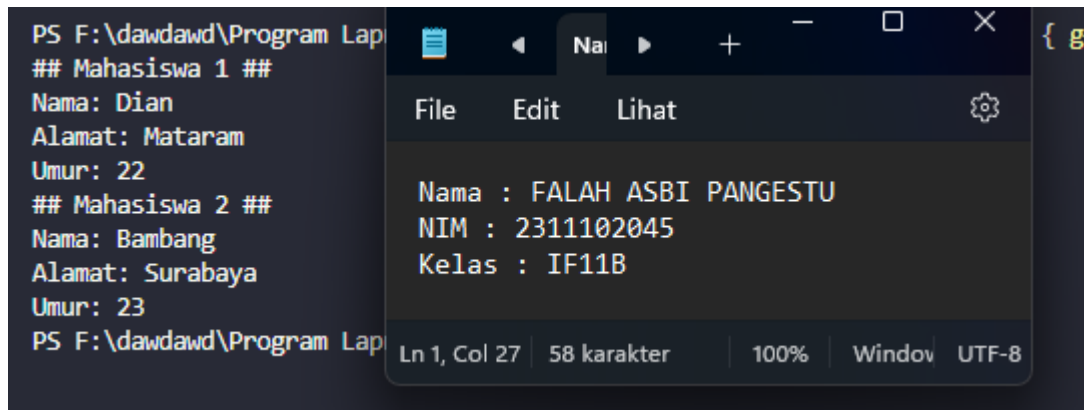 PS F:\dawdawd\Program Lap
## Mahasiswa 1 ##
Nama: Dian
Alamat: Mataram
Umur: 22
## Mahasiswa 2 ##
Nama: Bambang
Alamat: Surabaya
Umur: 23
PS F:\dawdawd\Program Lap
{ g
File Edit Lihat
Nama : FALAH ASBI PANGESTU
NIM : 2311102045
Kelas : IF11B
Ln 1, Col 27 58 karakter 100% UTF-8